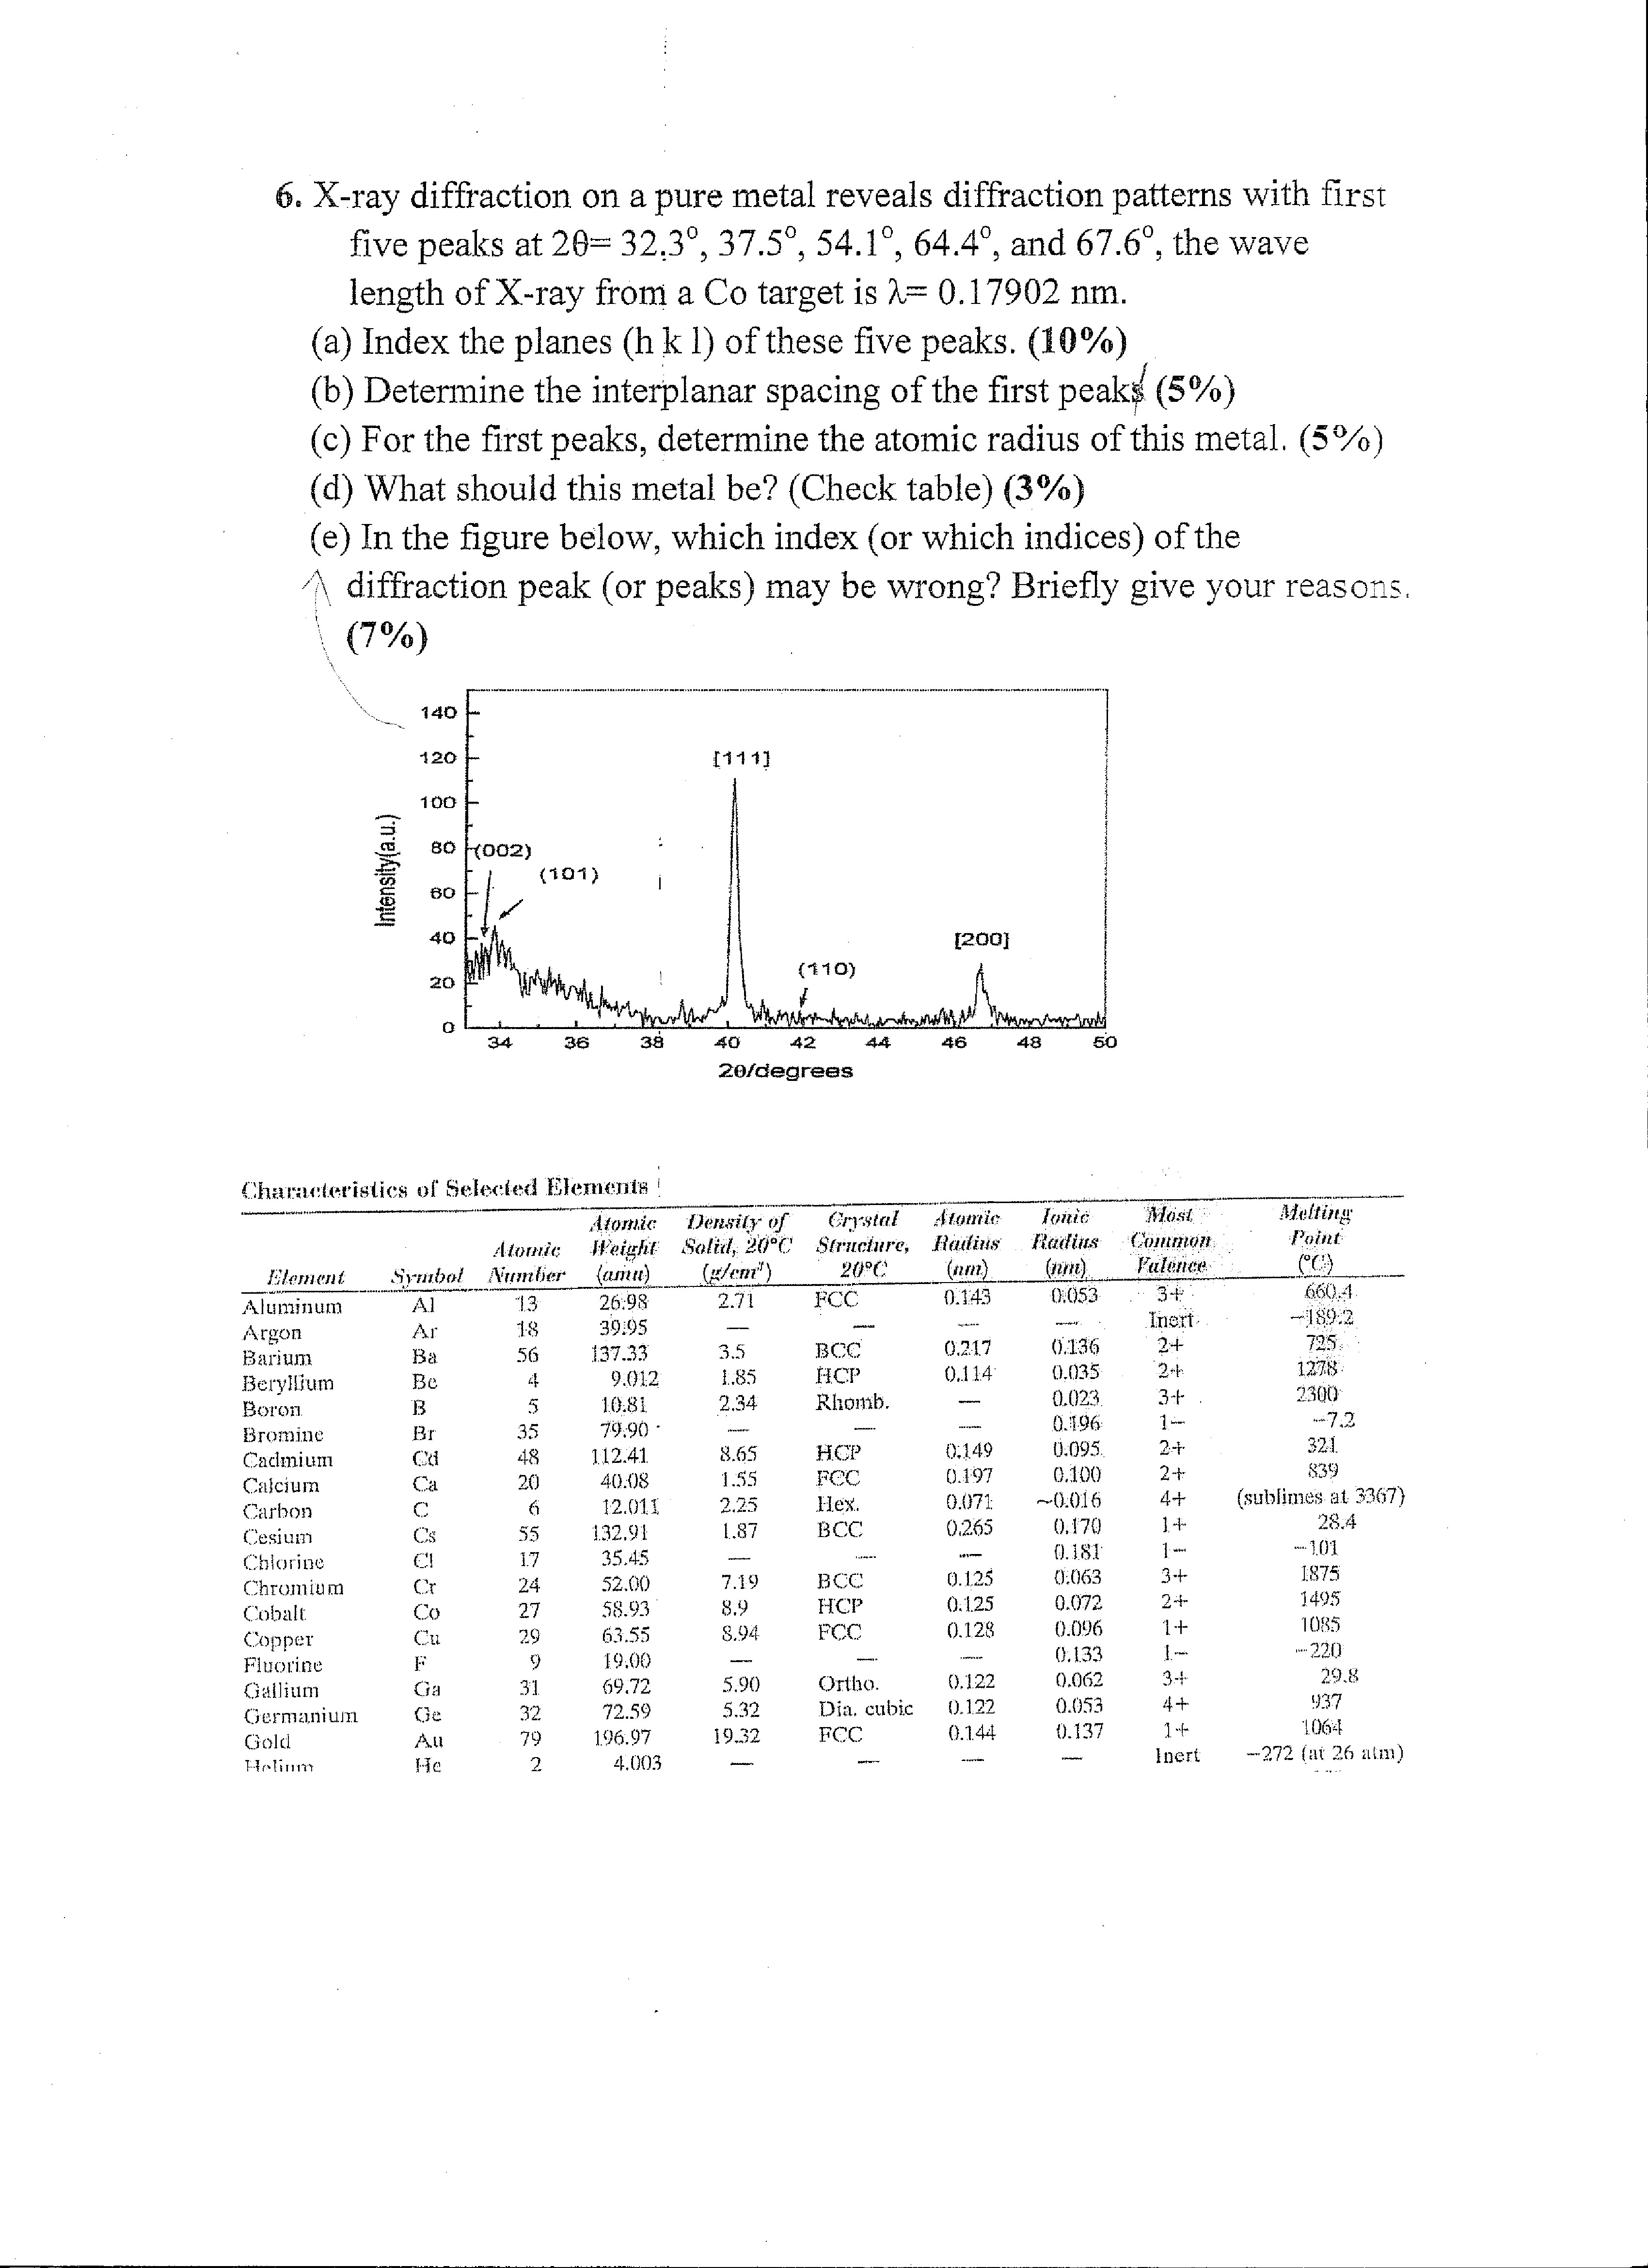 6. X-ray diffraction on a pure metal reveals diffraction patterns with first
five peaks at 2θ= 32.3°, 37.5°, 54.1°, 64.4°, and 67.6°, the wave
length of X-ray from a Co target is λ= 0.17902 nm.
(a) Index the planes (h k l) of these five peaks. (10%)
(b) Determine the interplanar spacing of the first peaks (5%)
(c) For the first peaks, determine the atomic radius of this metal. (5%)
(d) What should this metal be? (Check table) (3%)
(e) In the figure below, which index (or which indices) of the
diffraction peak (or peaks) may be wrong? Briefly give your reasons.
(7%)
140
120
100
80
60
40
20
0
Intensity(a.u.)
(002)
(101)
[111]
(110)
[200]
34 36 38 40 42 44 46 48 50
2θ/degrees
Characteristics of Selected Elements
Element Symbol Atomic Number Atomic Weight (amu) Density of Solid, 20°C (g/cm³) Crystal Structure, 20°C Atomic Radius (nm) Ionic Radius (nm) Most Common Valence Melting Point (°C)
Aluminum Al 13 26.98 2.71 FCC 0.143 0.053 3+ 660.4
Argon Ar 18 39.95 — — — — Inert −189.2
Barium Ba 56 137.33 3.5 BCC 0.217 0.136 2+ 725
Beryllium Be 4 9.012 1.85 HCP 0.114 0.035 2+ 1278
Boron B 5 10.81 2.34 Rhomb. — 0.023 3+ 2300
Bromine Br 35 79.90 — — — 0.196 1− −7.2
Cadmium Cd 48 112.41 8.65 HCP 0.149 0.095 2+ 321
Calcium Ca 20 40.08 1.55 FCC 0.197 0.100 2+ 839
Carbon C 6 12.011 2.25 Hex. 0.071 ~0.016 4+ (sublimes at 3367)
Cesium Cs 55 132.91 1.87 BCC 0.265 0.170 1+ 28.4
Chlorine Cl 17 35.45 — — — 0.181 1− −101
Chromium Cr 24 52.00 7.19 BCC 0.125 0.063 3+ 1875
Cobalt Co 27 58.93 8.9 HCP 0.125 0.072 2+ 1495
Copper Cu 29 63.55 8.94 FCC 0.128 0.096 1+ 1085
Fluorine F 9 19.00 — — — 0.133 1− −220
Gallium Ga 31 69.72 5.90 Ortho. 0.122 0.062 3+ 29.8
Germanium Ge 32 72.59 5.32 Dia. cubic 0.122 0.053 4+ 937
Gold Au 79 196.97 19.32 FCC 0.144 0.137 1+ 1064
Helium He 2 4.003 — — — — Inert −272 (at 26 atm)